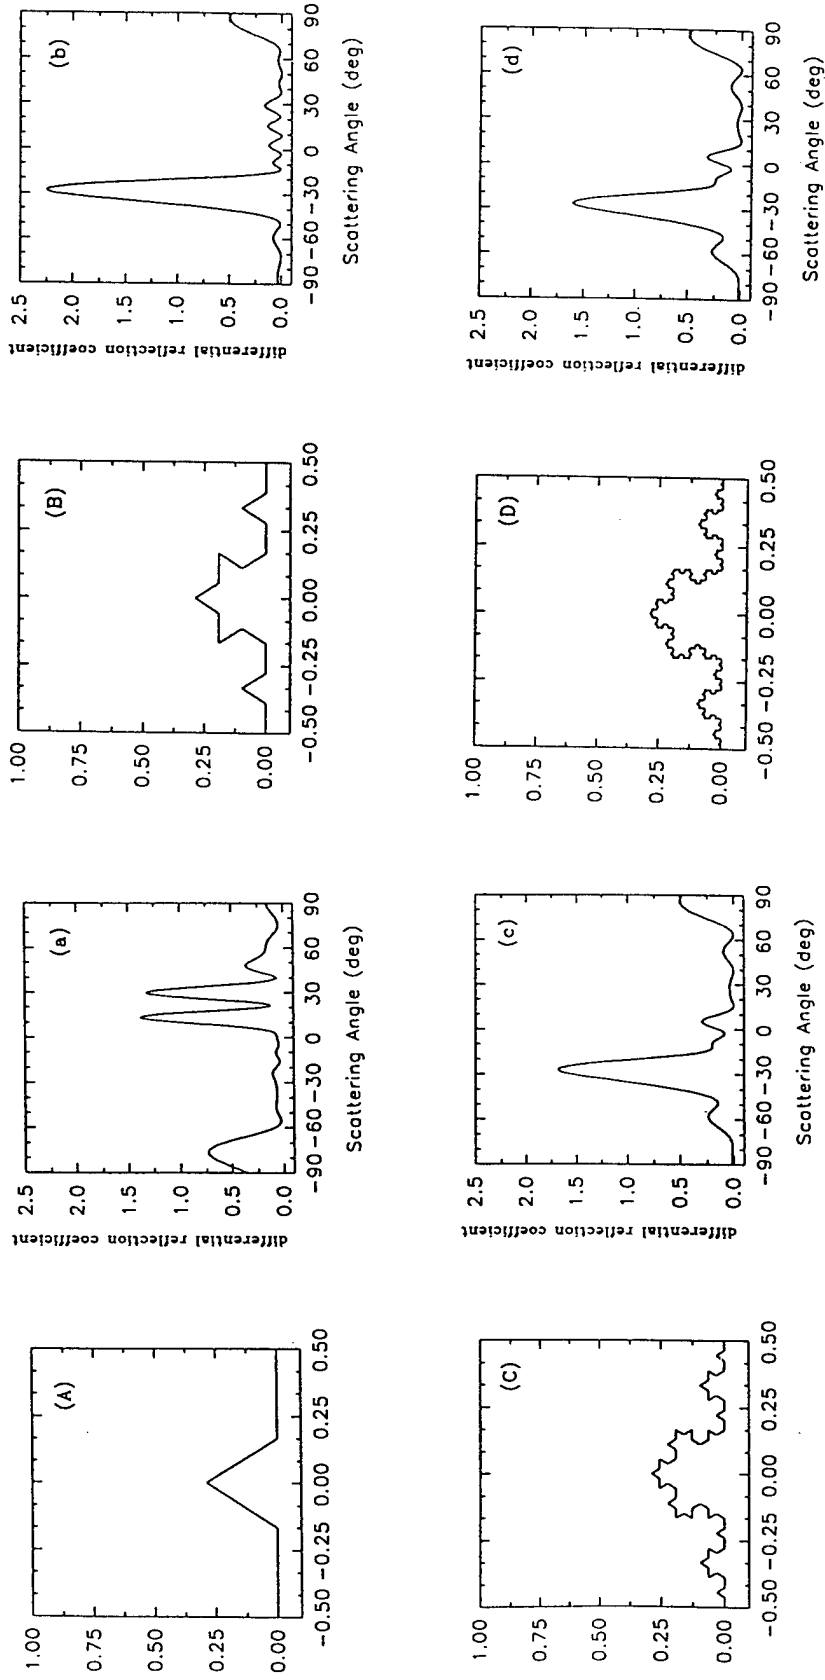 1.00
0.75
0.50
0.25
0.00
(A)
-0.50 -0.25 0.00 0.25 0.50
differential reflection coefficient
2.5
2.0
1.5
1.0
0.5
0.0
(a)
-90 -60 -30 0 30 60 90
Scattering Angle (deg)
1.00
0.75
0.50
0.25
0.00
(B)
-0.50 -0.25 0.00 0.25 0.50
differential reflection coefficient
2.5
2.0
1.5
1.0
0.5
0.0
(b)
-90 -60 -30 0 30 60 90
Scattering Angle (deg)
1.00
0.75
0.50
0.25
0.00
(C)
-0.50 -0.25 0.00 0.25 0.50
differential reflection coefficient
2.5
2.0
1.5
1.0
0.5
0.0
(c)
-90 -60 -30 0 30 60 90
Scattering Angle (deg)
1.00
0.75
0.50
0.25
0.00
(D)
-0.50 -0.25 0.00 0.25 0.50
differential reflection coefficient
2.5
2.0
1.5
1.0
0.5
0.0
(d)
-90 -60 -30 0 30 60 90
Scattering Angle (deg)